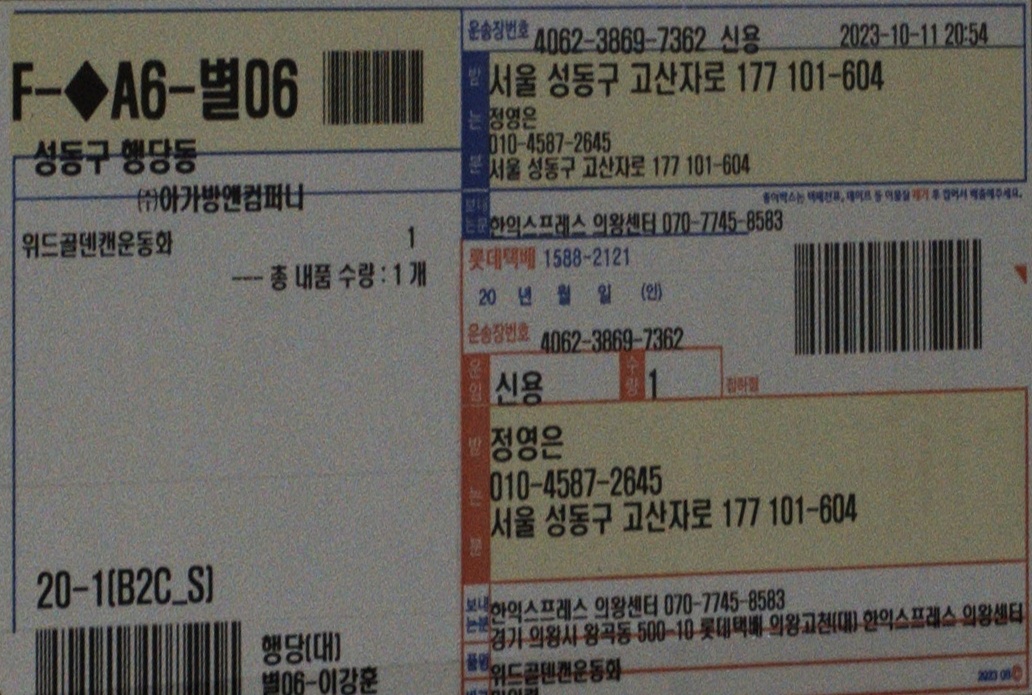 F-◆A6-별06
성동구 행당동
㈜아가방앤컴퍼니
위드골덴캔운동화 1
--- 총 내품 수량 : 1 개
20-1(B2C_S)
행당(대)
별06-이강훈
운송장번호 4062-3869-7362 신용 2023-10-11 20:54
받는분
서울 성동구 고산자로 177 101-604
정영은
010-4587-2645
서울 성동구 고산자로 177 101-604
보내는분
한익스프레스 의왕센터 070-7745-8583
롯데택배 1588-2121
20 년 월 일 (인)
운송장번호 4062-3869-7362
운임 신용 수량 1
받는분
정영은
010-4587-2645
서울 성동구 고산자로 177 101-604
보내는분
한익스프레스 의왕센터 070-7745-8583
경기 의왕시 왕곡동 500-10 롯데택배 의왕고천(대) 한익스프레스 의왕센터
품명 위드골덴캔운동화